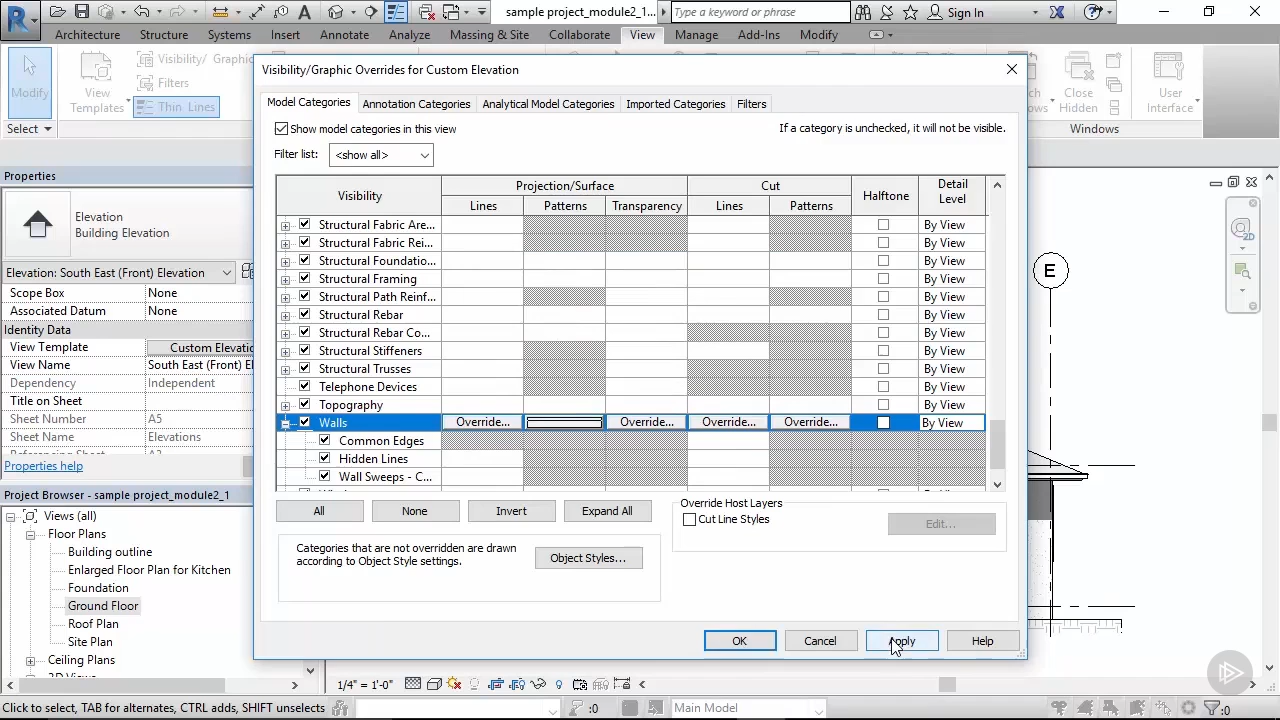 sample project_module2_1...
Type a keyword or phrase
Sign In
Architecture Structure Systems Insert Annotate Analyze Massing & Site Collaborate View Manage Add-Ins Modify
Modify
View
Templates
Visibility/ Graphic
Filters
Thin Lines
Close
Hidden
User
Interface
Select
Windows
Visibility/Graphic Overrides for Custom Elevation
Model Categories Annotation Categories Analytical Model Categories Imported Categories Filters
Show model categories in this view
If a category is unchecked, it will not be visible.
Filter list: <show all>
Visibility Projection/Surface Cut Halftone Detail Level
Lines Patterns Transparency Lines Patterns
Structural Fabric Are... By View
Structural Fabric Rei... By View
Structural Foundatio... By View
Structural Framing By View
Structural Path Reinf... By View
Structural Rebar By View
Structural Rebar Co... By View
Structural Stiffeners By View
Structural Trusses By View
Telephone Devices By View
Topography By View
Walls Override... Override... Override... Override... By View
Common Edges
Hidden Lines
Wall Sweeps - C...
All None Invert Expand All
Override Host Layers
Cut Line Styles Edit...
Categories that are not overridden are drawn
according to Object Style settings.
Object Styles...
OK Cancel Apply Help
Properties
Elevation
Building Elevation
Elevation: South East (Front) Elevation
Scope Box None
Associated Datum None
Identity Data
View Template Custom Elevatio
View Name South East (Front) El
Dependency Independent
Title on Sheet
Sheet Number A5
Sheet Name Elevations
Properties help
Project Browser - sample project_module2_1
Views (all)
Floor Plans
Building outline
Enlarged Floor Plan for Kitchen
Foundation
Ground Floor
Roof Plan
Site Plan
Ceiling Plans
E
2D
1/4" = 1'-0"
Click to select, TAB for alternates, CTRL adds, SHIFT unselects
:0
Main Model
:0